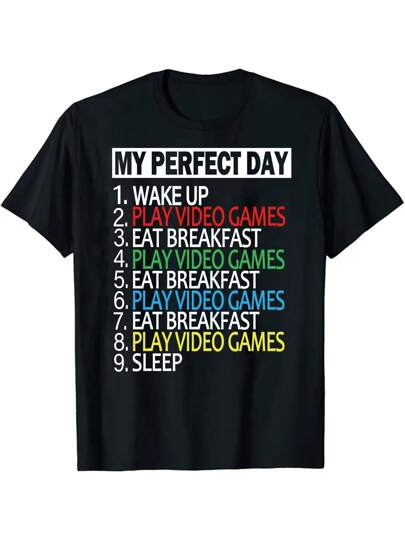 MY PERFECT DAY
1. WAKE UP
2. PLAY VIDEO GAMES
3. EAT BREAKFAST
4. PLAY VIDEO GAMES
5. EAT BREAKFAST
6. PLAY VIDEO GAMES
7. EAT BREAKFAST
8. PLAY VIDEO GAMES
9. SLEEP